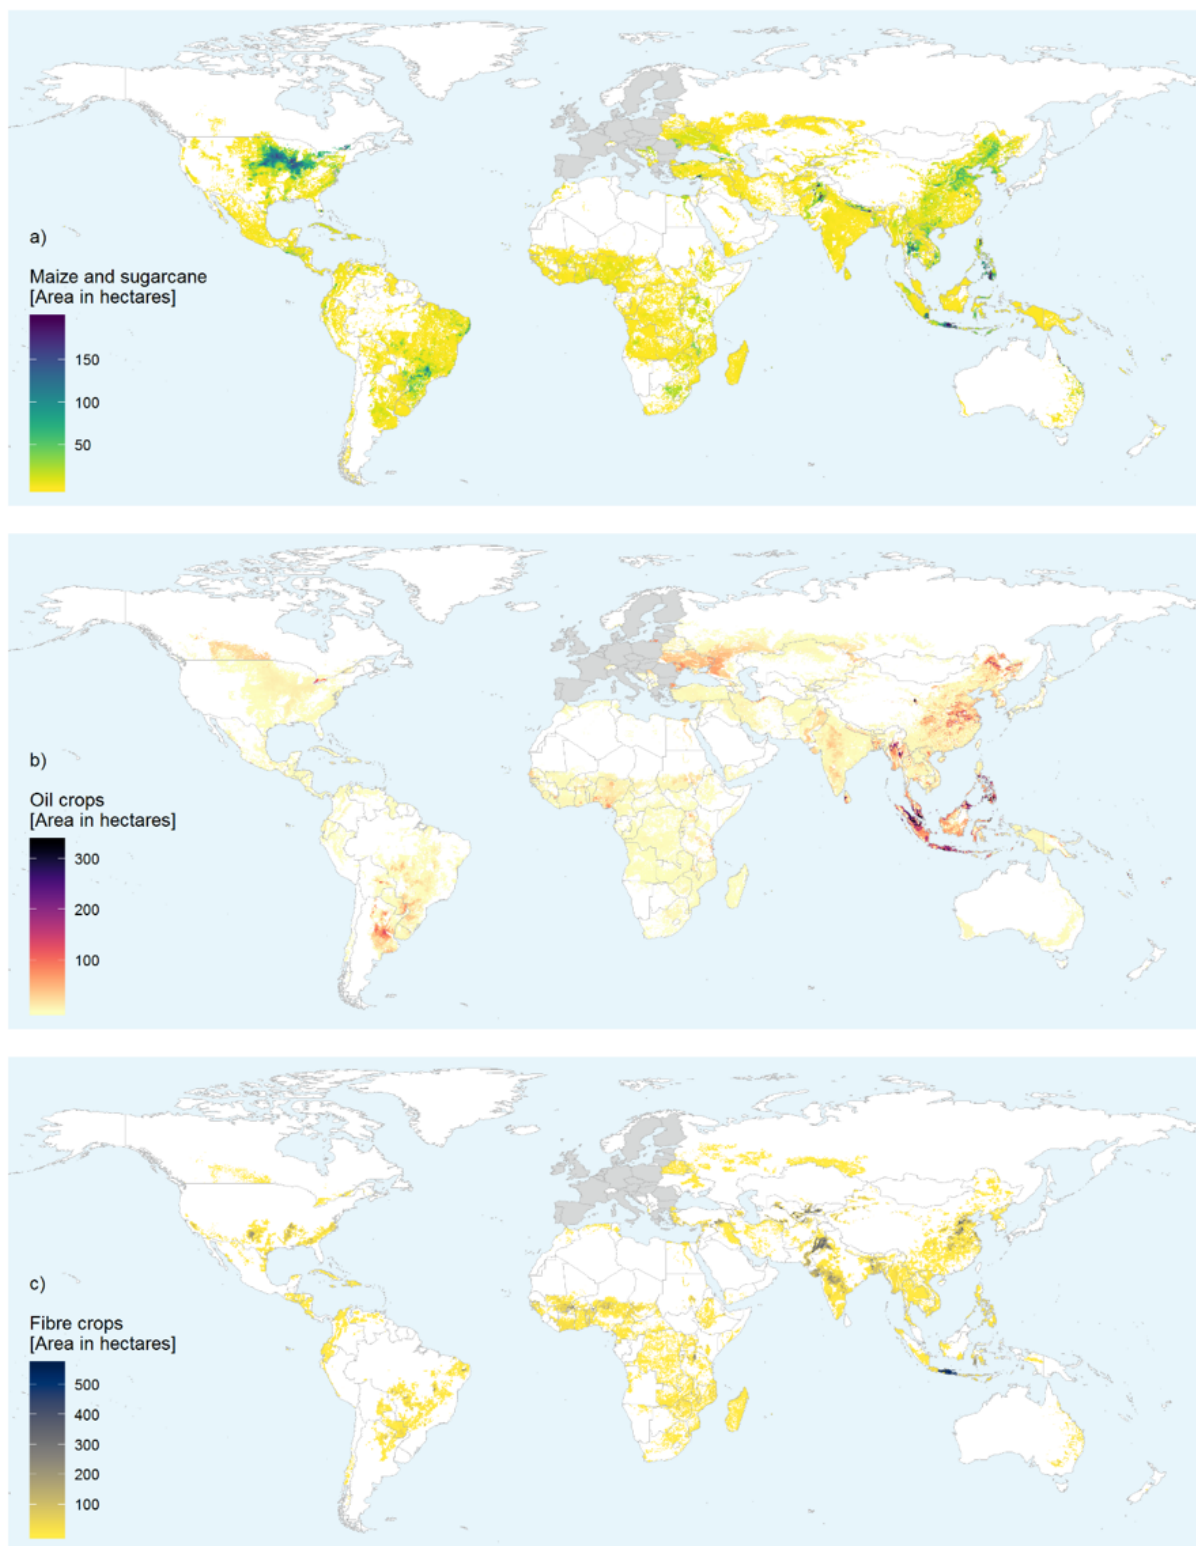 a)
Maize and sugarcane
[Area in hectares]
150
100
50
b)
Oil crops
[Area in hectares]
300
200
100
c)
Fibre crops
[Area in hectares]
500
400
300
200
100